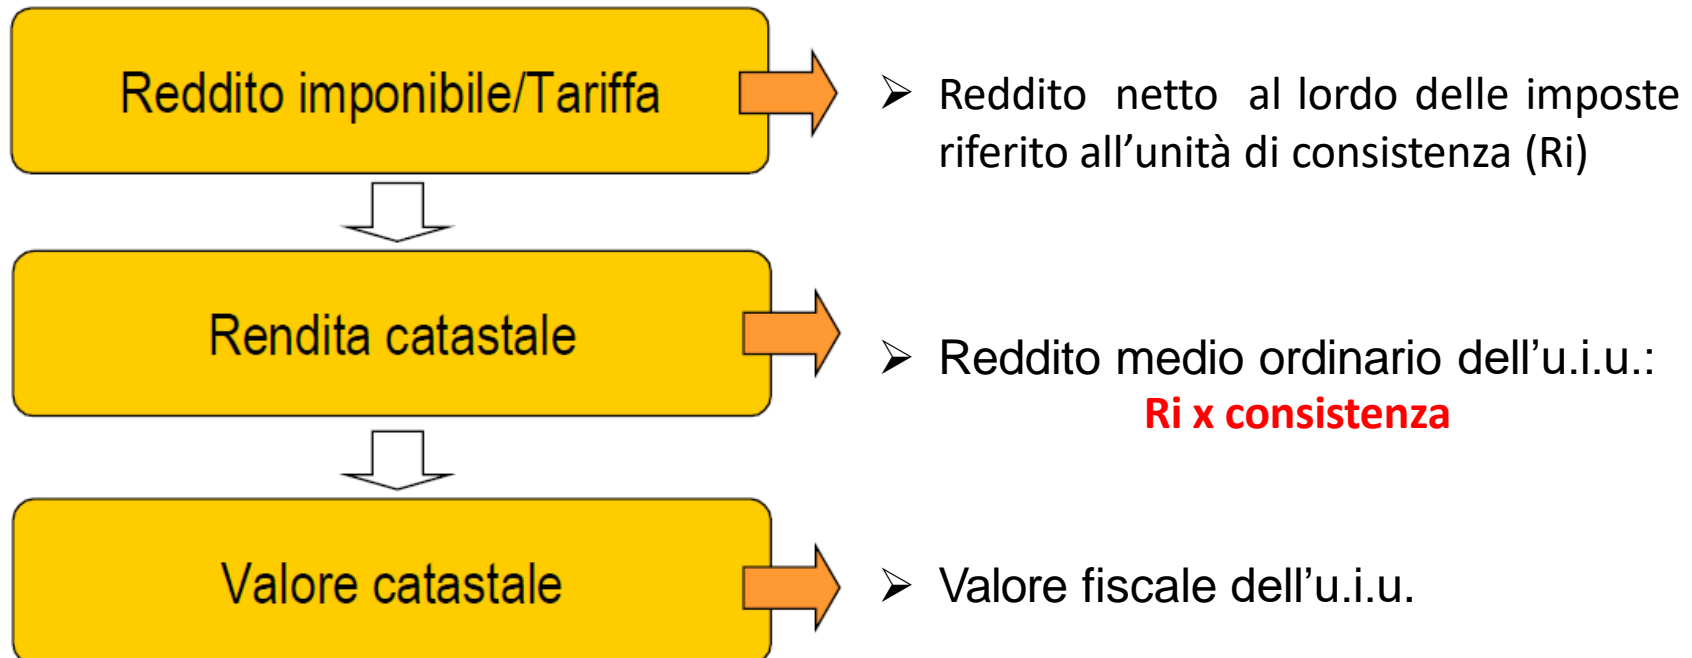 Reddito imponibile/Tariffa
➢ Reddito netto al lordo delle imposte
riferito all’unità di consistenza (Ri)
Rendita catastale
➢ Reddito medio ordinario dell’u.i.u.:
Ri x consistenza
Valore catastale
➢ Valore fiscale dell’u.i.u.